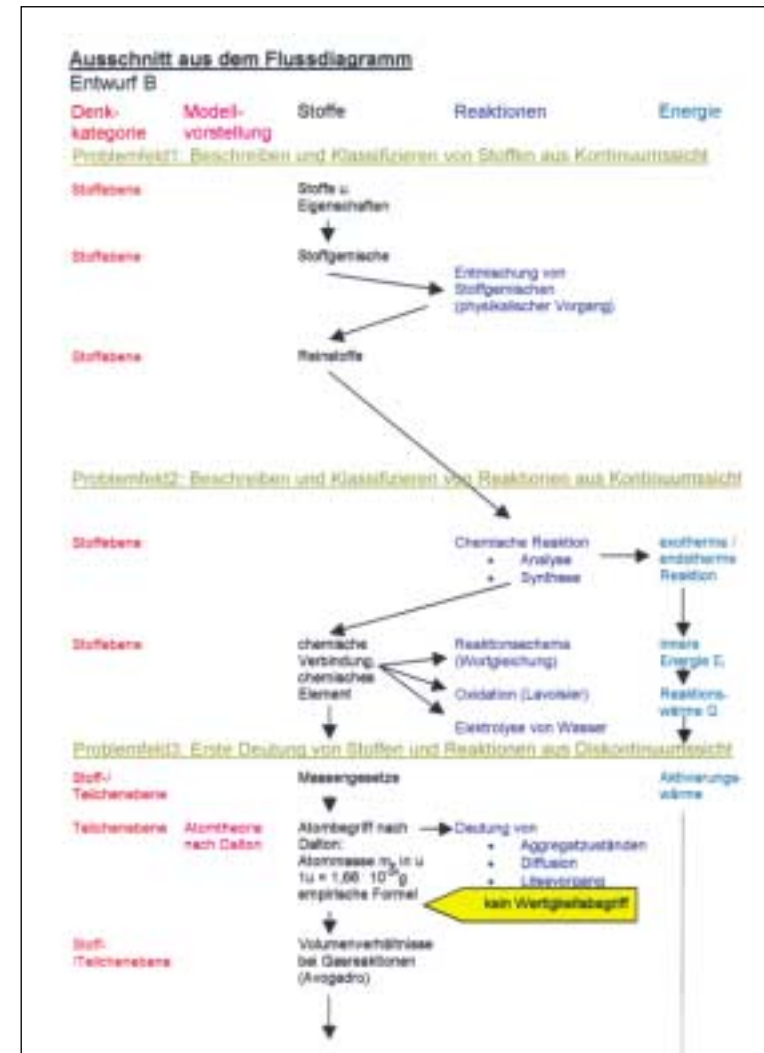 Ausschnitt aus dem Flussdiagramm
Entwurf B
Denk- Modell- Stoffe Reaktionen Energie
kategorie vorstellung
Problemfeld1: Beschreiben und Klassifizieren von Stoffen aus Kontinuumssicht
Stoffebene Stoffe u.
Eigenschaften
Stoffebene Stoffgemische
Entmischung von
Stoffgemischen
(physikalischer Vorgang)
Stoffebene Reinstoffe
Problemfeld2: Beschreiben und Klassifizieren von Reaktionen aus Kontinuumssicht
Stoffebene Chemische Reaktion exotherme /
• Analyse endotherme
• Synthese Reaktion
Stoffebene chemische Reaktionsschema innere
Verbindung, (Wortgleichung) Energie
chemisches
Element Oxidation (Lavoisier) Reaktions-
wärme Q
Elektrolyse von Wasser
Problemfeld3: Erste Deutung von Stoffen und Reaktionen aus Diskontinuumssicht
Stoff-/ Massengesetze Aktivierungs-
Teilchenebene wärme
Teilchenebene Atomtheorie Atombegriff nach Deutung von
nach Dalton Dalton: • Aggregatzuständen
Atommasse in u • Diffusion
1u = 1,66 · 10 g
empirische Formel
kein Wertigkeitsbegriff
Stoff- Volumenverhältnisse
/Teilchenebene bei Gasreaktionen
(Avogadro)